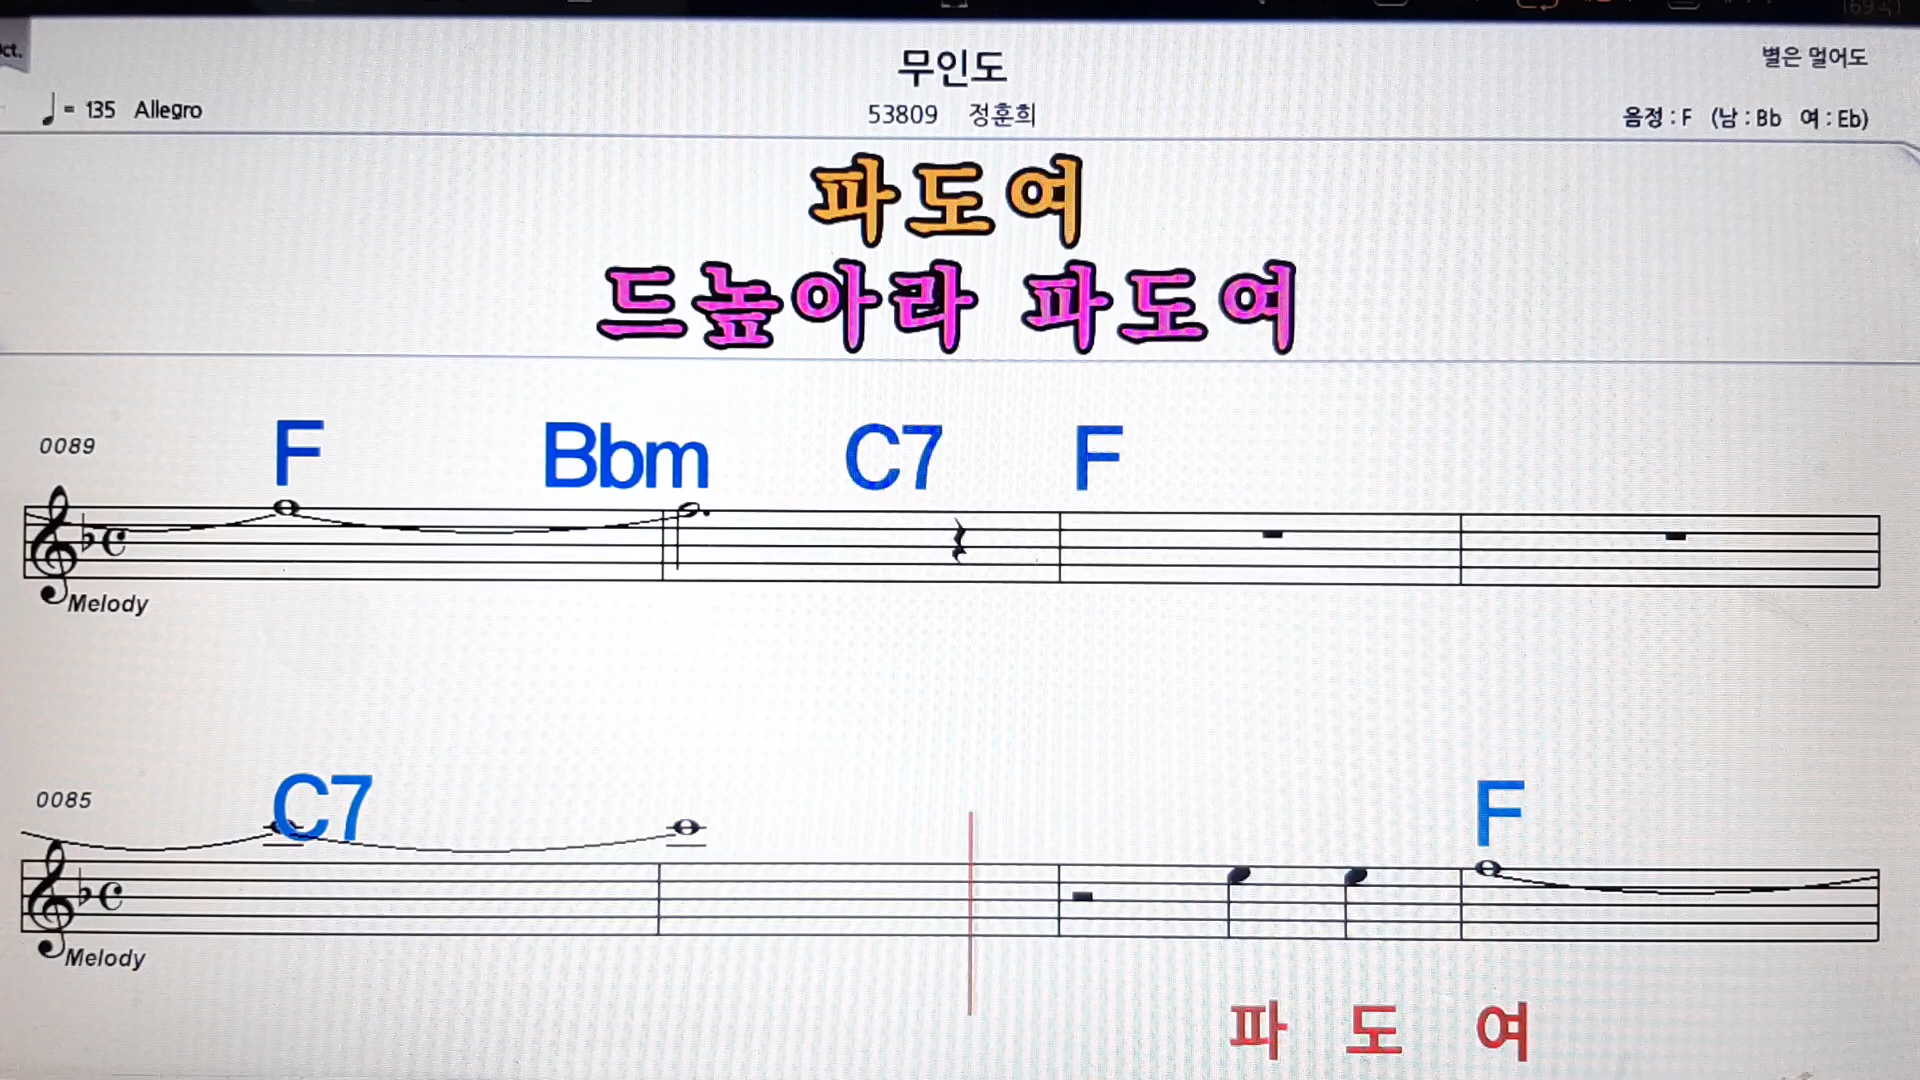 무인도
별은 멀어도
= 135 Allegro
53809 정훈희
음정 : F (남 : Bb 여 : Eb)
파도여
드높아라 파도여
0089
F Bbm C7 F
Melody
0085
C7 F
Melody
파 도 여